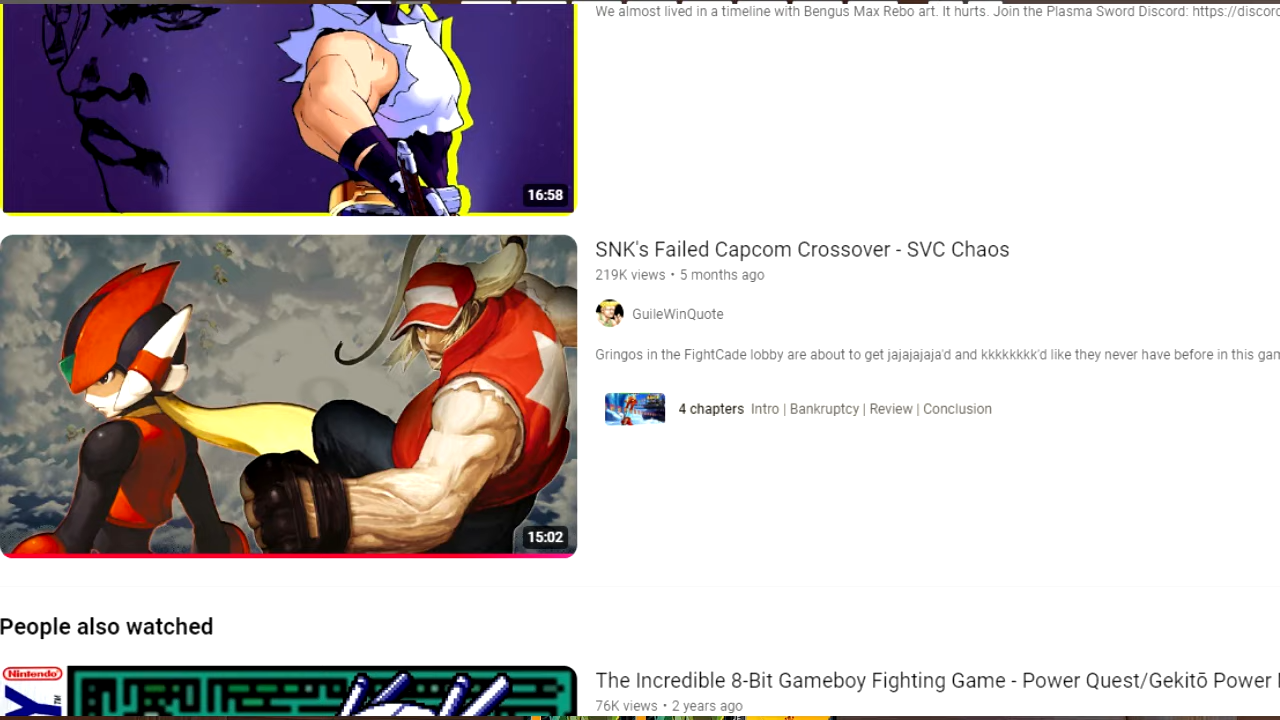 We almost lived in a timeline with Bengus Max Rebo art. It hurts. Join the Plasma Sword Discord: https://discor
16:58
SNK's Failed Capcom Crossover - SVC Chaos
219K views • 5 months ago
GuileWinQuote
Gringos in the FightCade lobby are about to get jajajajaja'd and kkkkkkkk'd like they never have before in this gam
4 chapters Intro | Bankruptcy | Review | Conclusion
15:02
People also watched
Nintendo
The Incredible 8-Bit Gameboy Fighting Game - Power Quest/Gekitō Power
76K views • 2 years ago